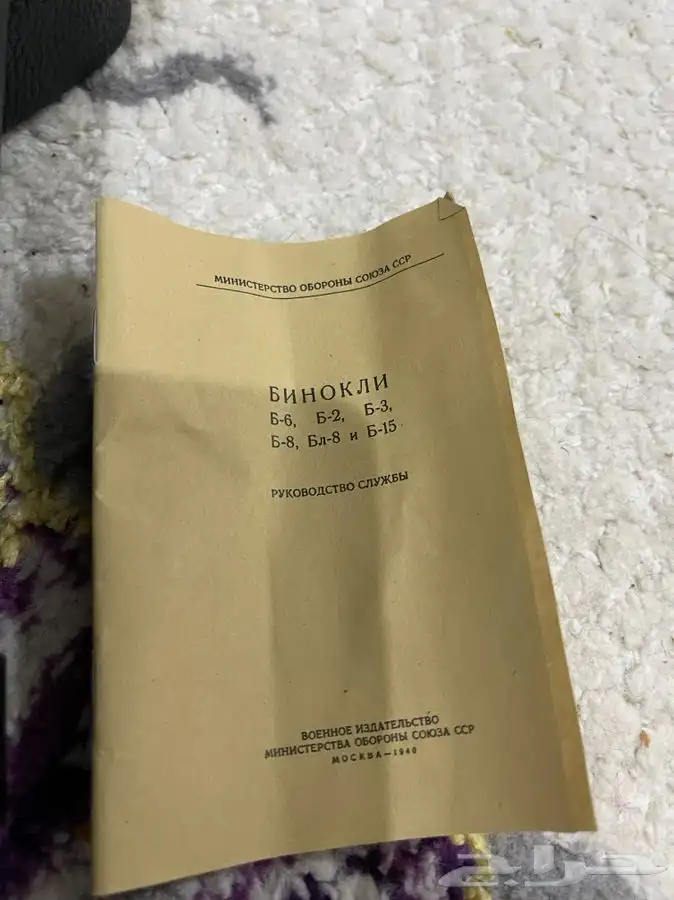 МИНИСТЕРСТВО ОБОРОНЫ СОЮЗА ССР
БИНОКЛИ
Б-6, Б-2, Б-3,
Б-8, Бл-8 и Б-15
РУКОВОДСТВО СЛУЖБЫ
ВОЕННОЕ ИЗДАТЕЛЬСТВО
МИНИСТЕРСТВА ОБОРОНЫ СОЮЗА ССР
МОСКВА—1940
حراج